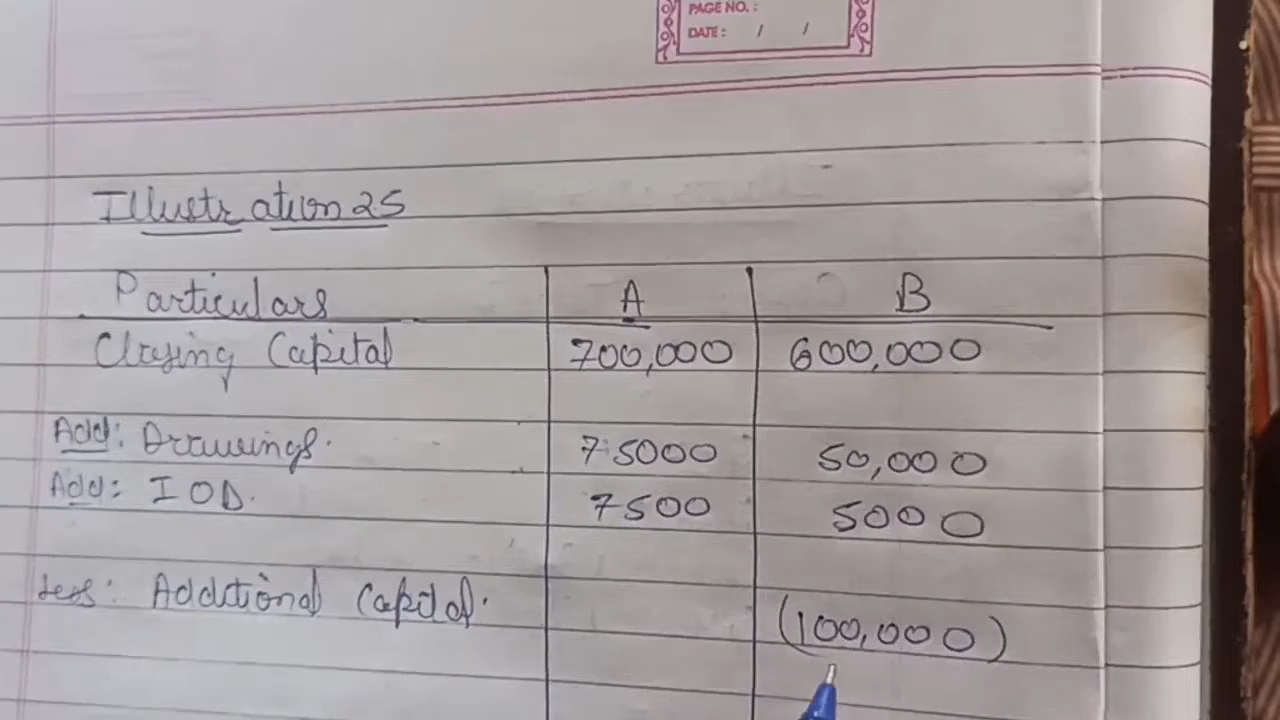 PAGE NO. :
DATE : / /
Illustration 25
Particulars A B
Closing Capital 700,000 600,000
Add: Drawings. 75000 50,000
Add: IOD. 7500 5000
Less: Additional Capital. (100,000)